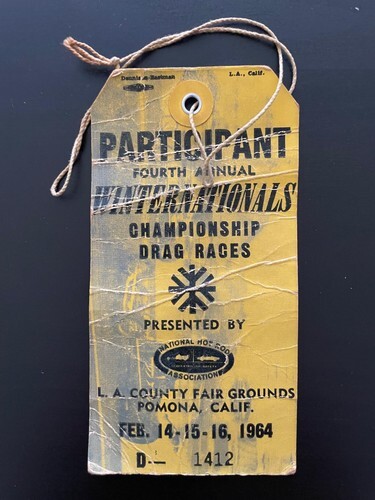 Dennison-Eastman L.A., Calif.
PARTICIPANT
FOURTH ANNUAL
WINTERNATIONALS
CHAMPIONSHIP
DRAG RACES
PRESENTED BY
NATIONAL HOT ROD
ASSOCIATION
L. A. COUNTY FAIR GROUNDS
POMONA, CALIF.
FEB. 14-15-16, 1964
D— 1412